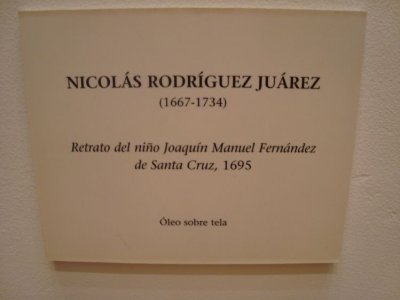 NICOLÁS RODRÍGUEZ JUÁREZ
(1667-1734)
Retrato del niño Joaquín Manuel Fernández
de Santa Cruz, 1695
Óleo sobre tela